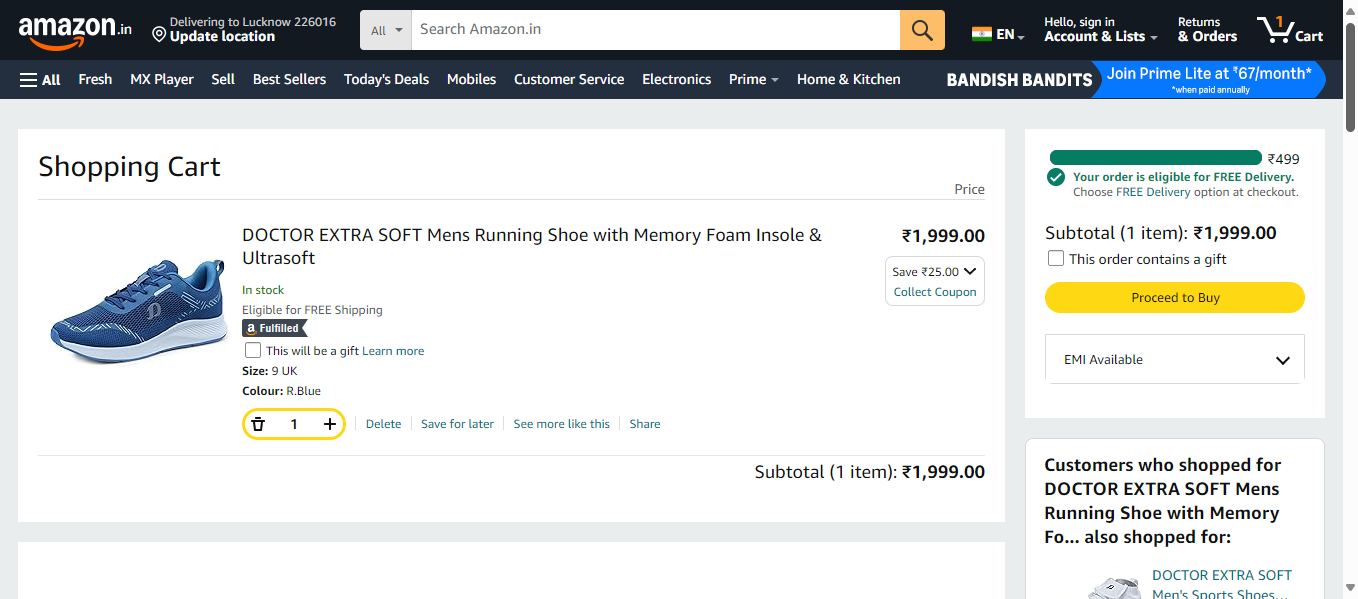 amazon.in
Delivering to Lucknow 226016
Update location
All
Search Amazon.in
EN
Hello, sign in
Account & Lists
Returns
& Orders
1
Cart
All
Fresh
MX Player
Sell
Best Sellers
Today's Deals
Mobiles
Customer Service
Electronics
Prime
Home & Kitchen
BANDISH BANDITS
Join Prime Lite at ₹67/month*
*when paid annually
Shopping Cart
Price
DOCTOR EXTRA SOFT Mens Running Shoe with Memory Foam Insole &
Ultrasoft
₹1,999.00
Save ₹25.00
Collect Coupon
In stock
Eligible for FREE Shipping
a Fulfilled
This will be a gift Learn more
Size: 9 UK
Colour: R.Blue
1
Delete
Save for later
See more like this
Share
Subtotal (1 item): ₹1,999.00
₹499
Your order is eligible for FREE Delivery.
Choose FREE Delivery option at checkout.
Subtotal (1 item): ₹1,999.00
This order contains a gift
Proceed to Buy
EMI Available
Customers who shopped for
DOCTOR EXTRA SOFT Mens
Running Shoe with Memory
Fo... also shopped for:
DOCTOR EXTRA SOFT
Men's Sports Shoes...